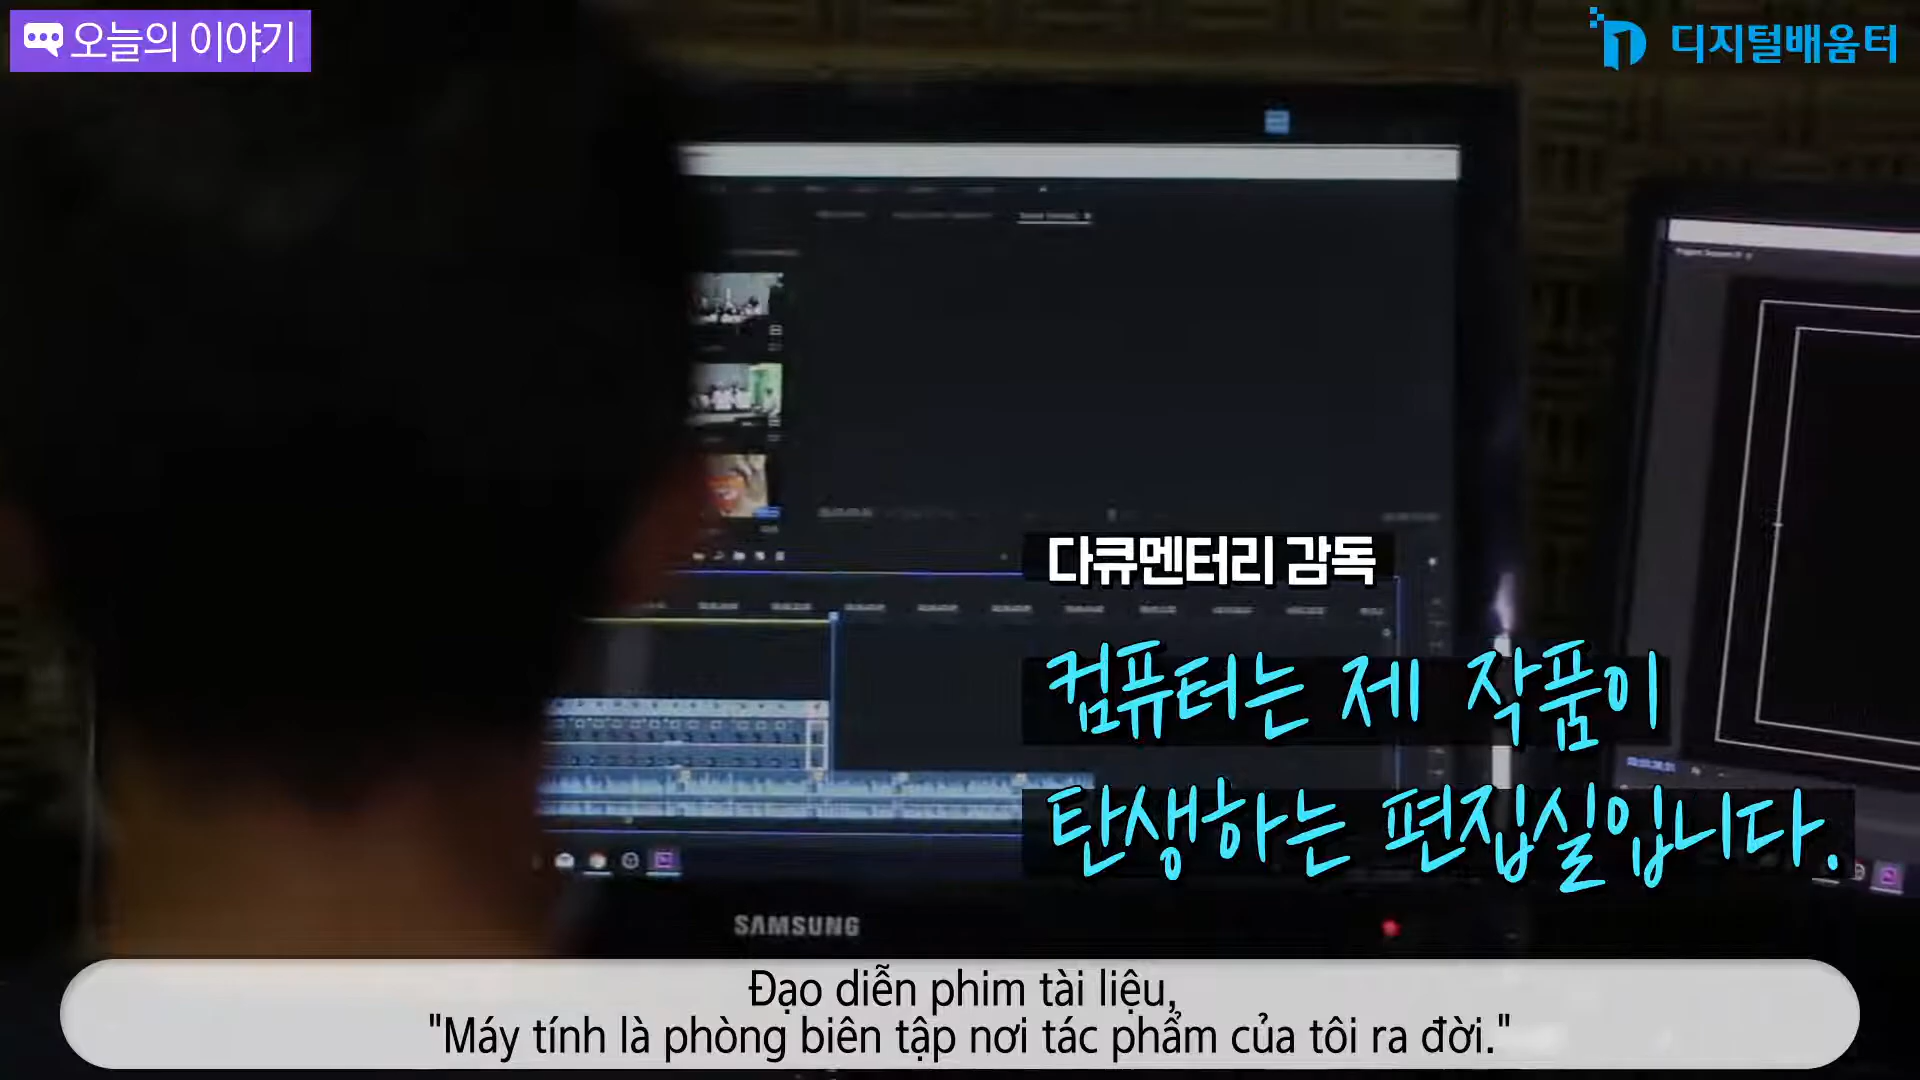 오늘의 이야기
디지털배움터
다큐멘터리 감독
컴퓨터는 제 작품이
탄생하는 편집실입니다.
SAMSUNG
Đạo diễn phim tài liệu,
"Máy tính là phòng biên tập nơi tác phẩm của tôi ra đời."